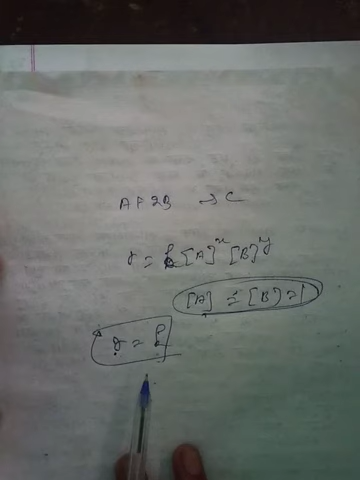 A + 2B → C
r = k [A]^x [B]^y
[A] = [B] = 1
r = k